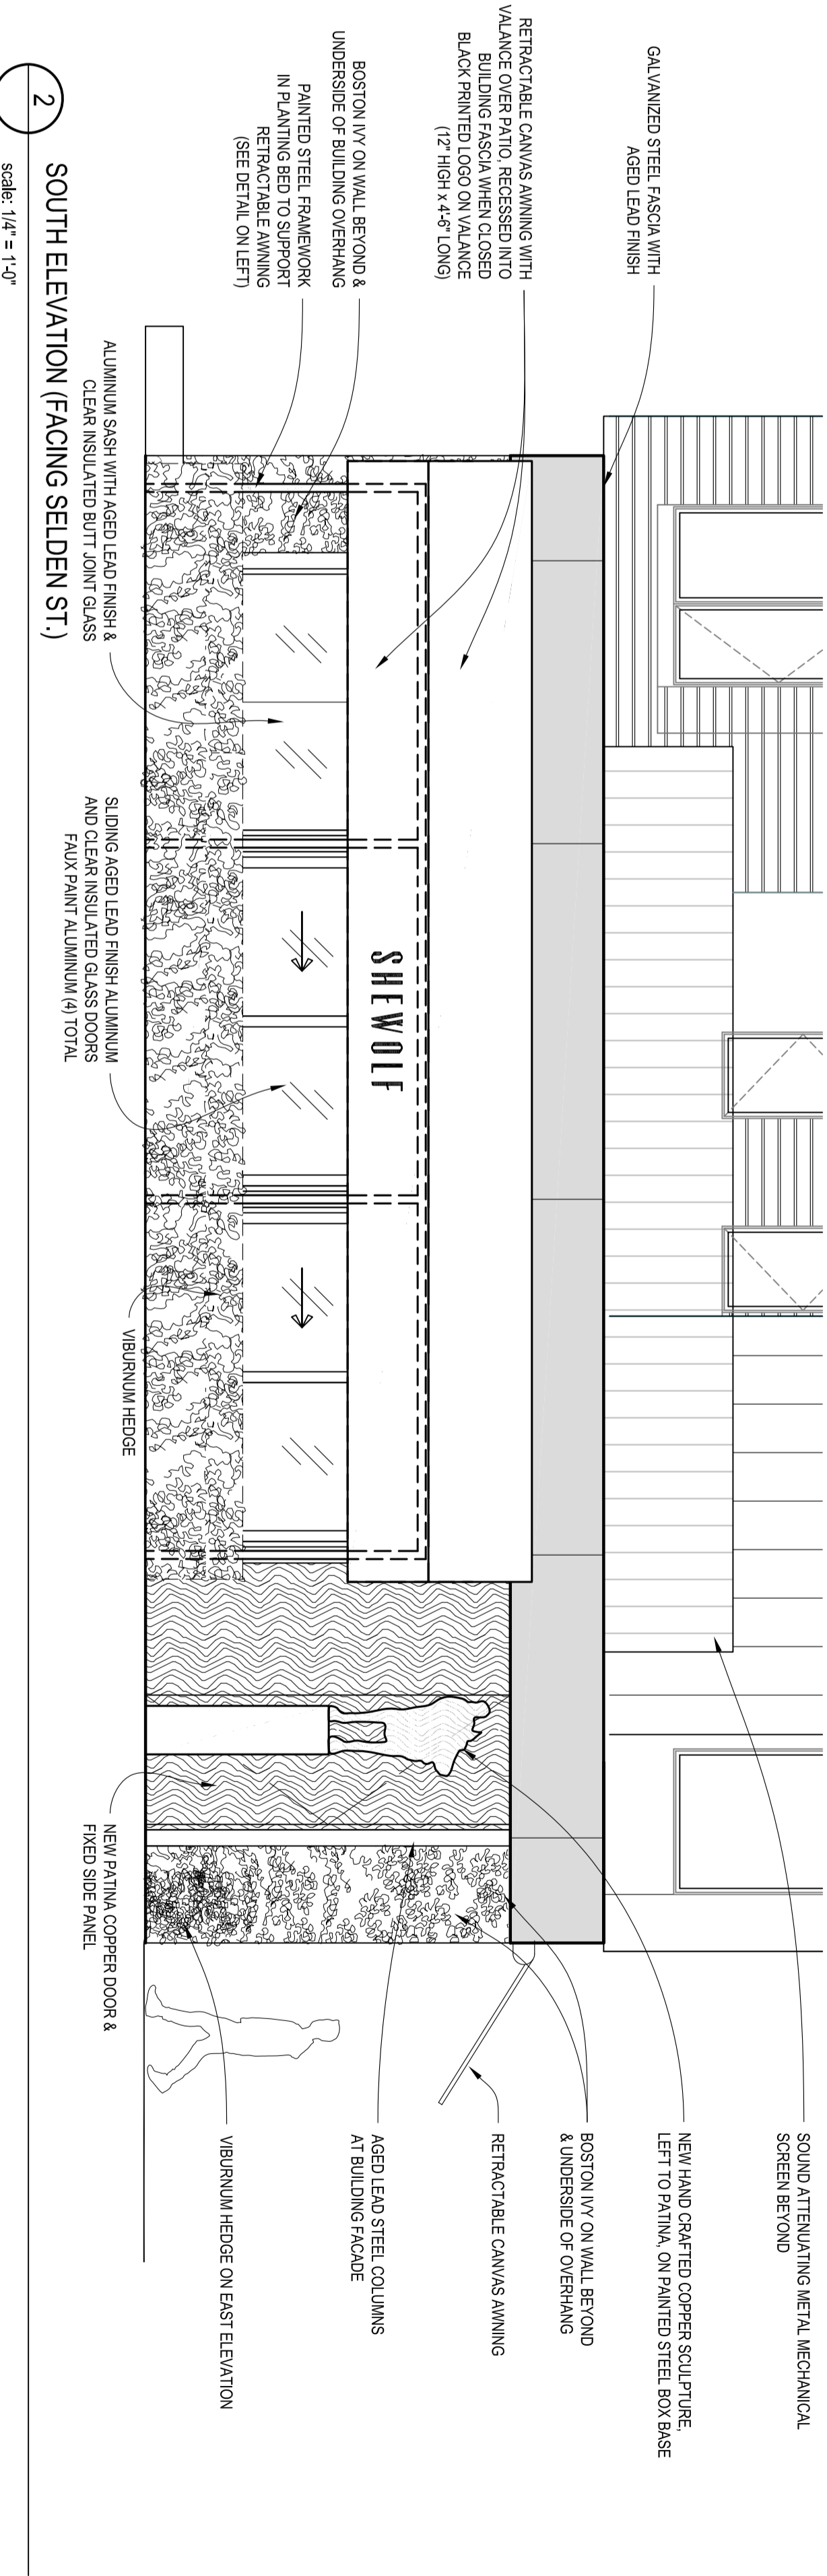 GALVANIZED STEEL FASCIA WITH
AGED LEAD FINISH
RETRACTABLE CANVAS AWNING WITH
VALANCE OVER PATIO, RECESSED INTO
BUILDING FASCIA WHEN CLOSED
BLACK PRINTED LOGO ON VALANCE
(12" HIGH x 4'-6" LONG)
BOSTON IVY ON WALL BEYOND &
UNDERSIDE OF BUILDING OVERHANG
PAINTED STEEL FRAMEWORK
IN PLANTING BED TO SUPPORT
RETRACTABLE AWNING
(SEE DETAIL ON LEFT)
SHEWOLF
SOUND ATTENUATING METAL MECHANICAL
SCREEN BEYOND
NEW HAND CRAFTED COPPER SCULPTURE,
LEFT TO PATINA, ON PAINTED STEEL BOX BASE
BOSTON IVY ON WALL BEYOND
& UNDERSIDE OF OVERHANG
RETRACTABLE CANVAS AWNING
AGED LEAD STEEL COLUMNS
AT BUILDING FACADE
VIBURNUM HEDGE ON EAST ELEVATION
ALUMINUM SASH WITH AGED LEAD FINISH &
CLEAR INSULATED BUTT JOINT GLASS
SLIDING AGED LEAD FINISH ALUMINUM
AND CLEAR INSULATED GLASS DOORS
FAUX PAINT ALUMINUM (4) TOTAL
VIBURNUM HEDGE
NEW PATINA COPPER DOOR &
FIXED SIDE PANEL
2
SOUTH ELEVATION (FACING SELDEN ST.)
scale: 1/4" = 1'-0"